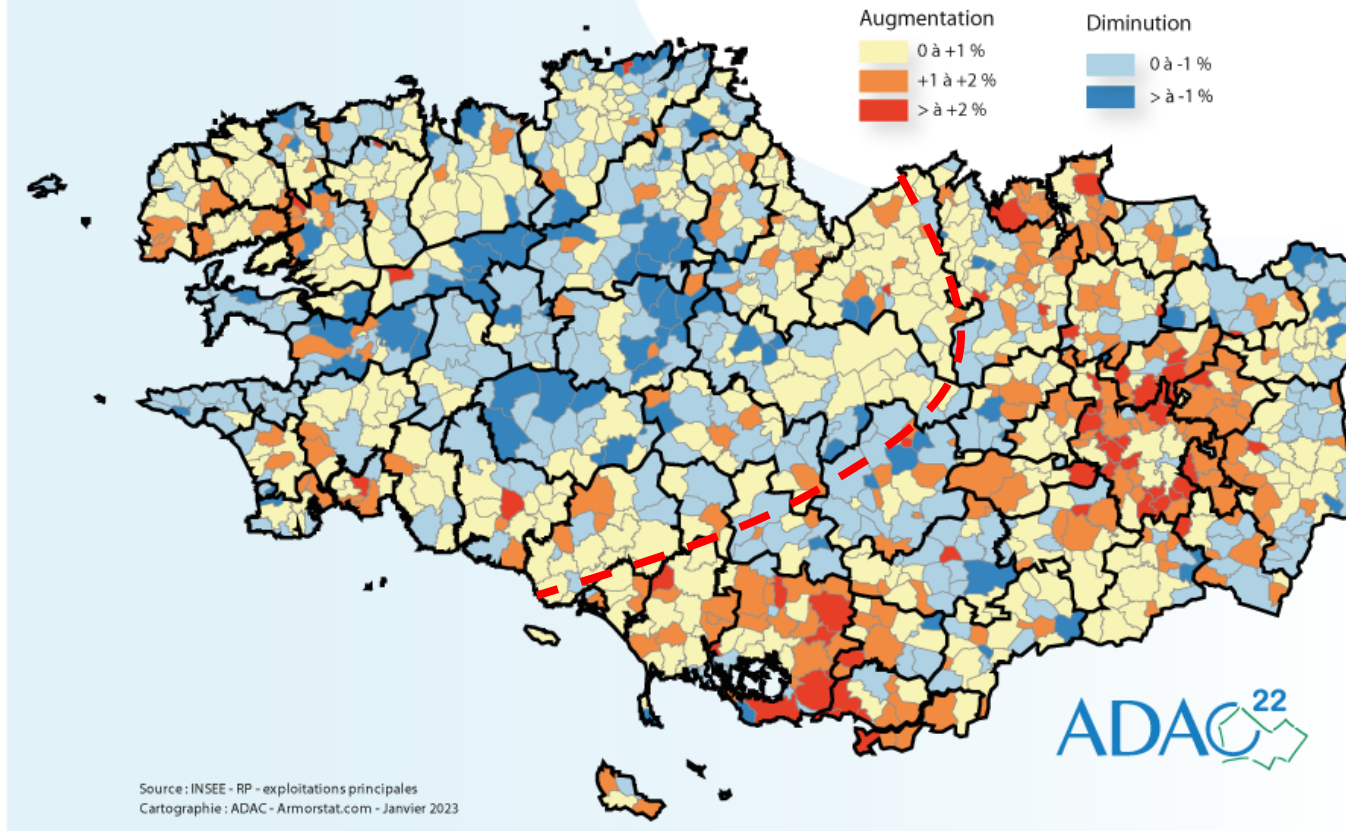 Augmentation
0 à +1 %
+1 à +2 %
> à +2 %
Diminution
0 à -1 %
> à -1 %
ADAC 22
Source : INSEE - RP - exploitations principales
Cartographie : ADAC - Armorstat.com - Janvier 2023